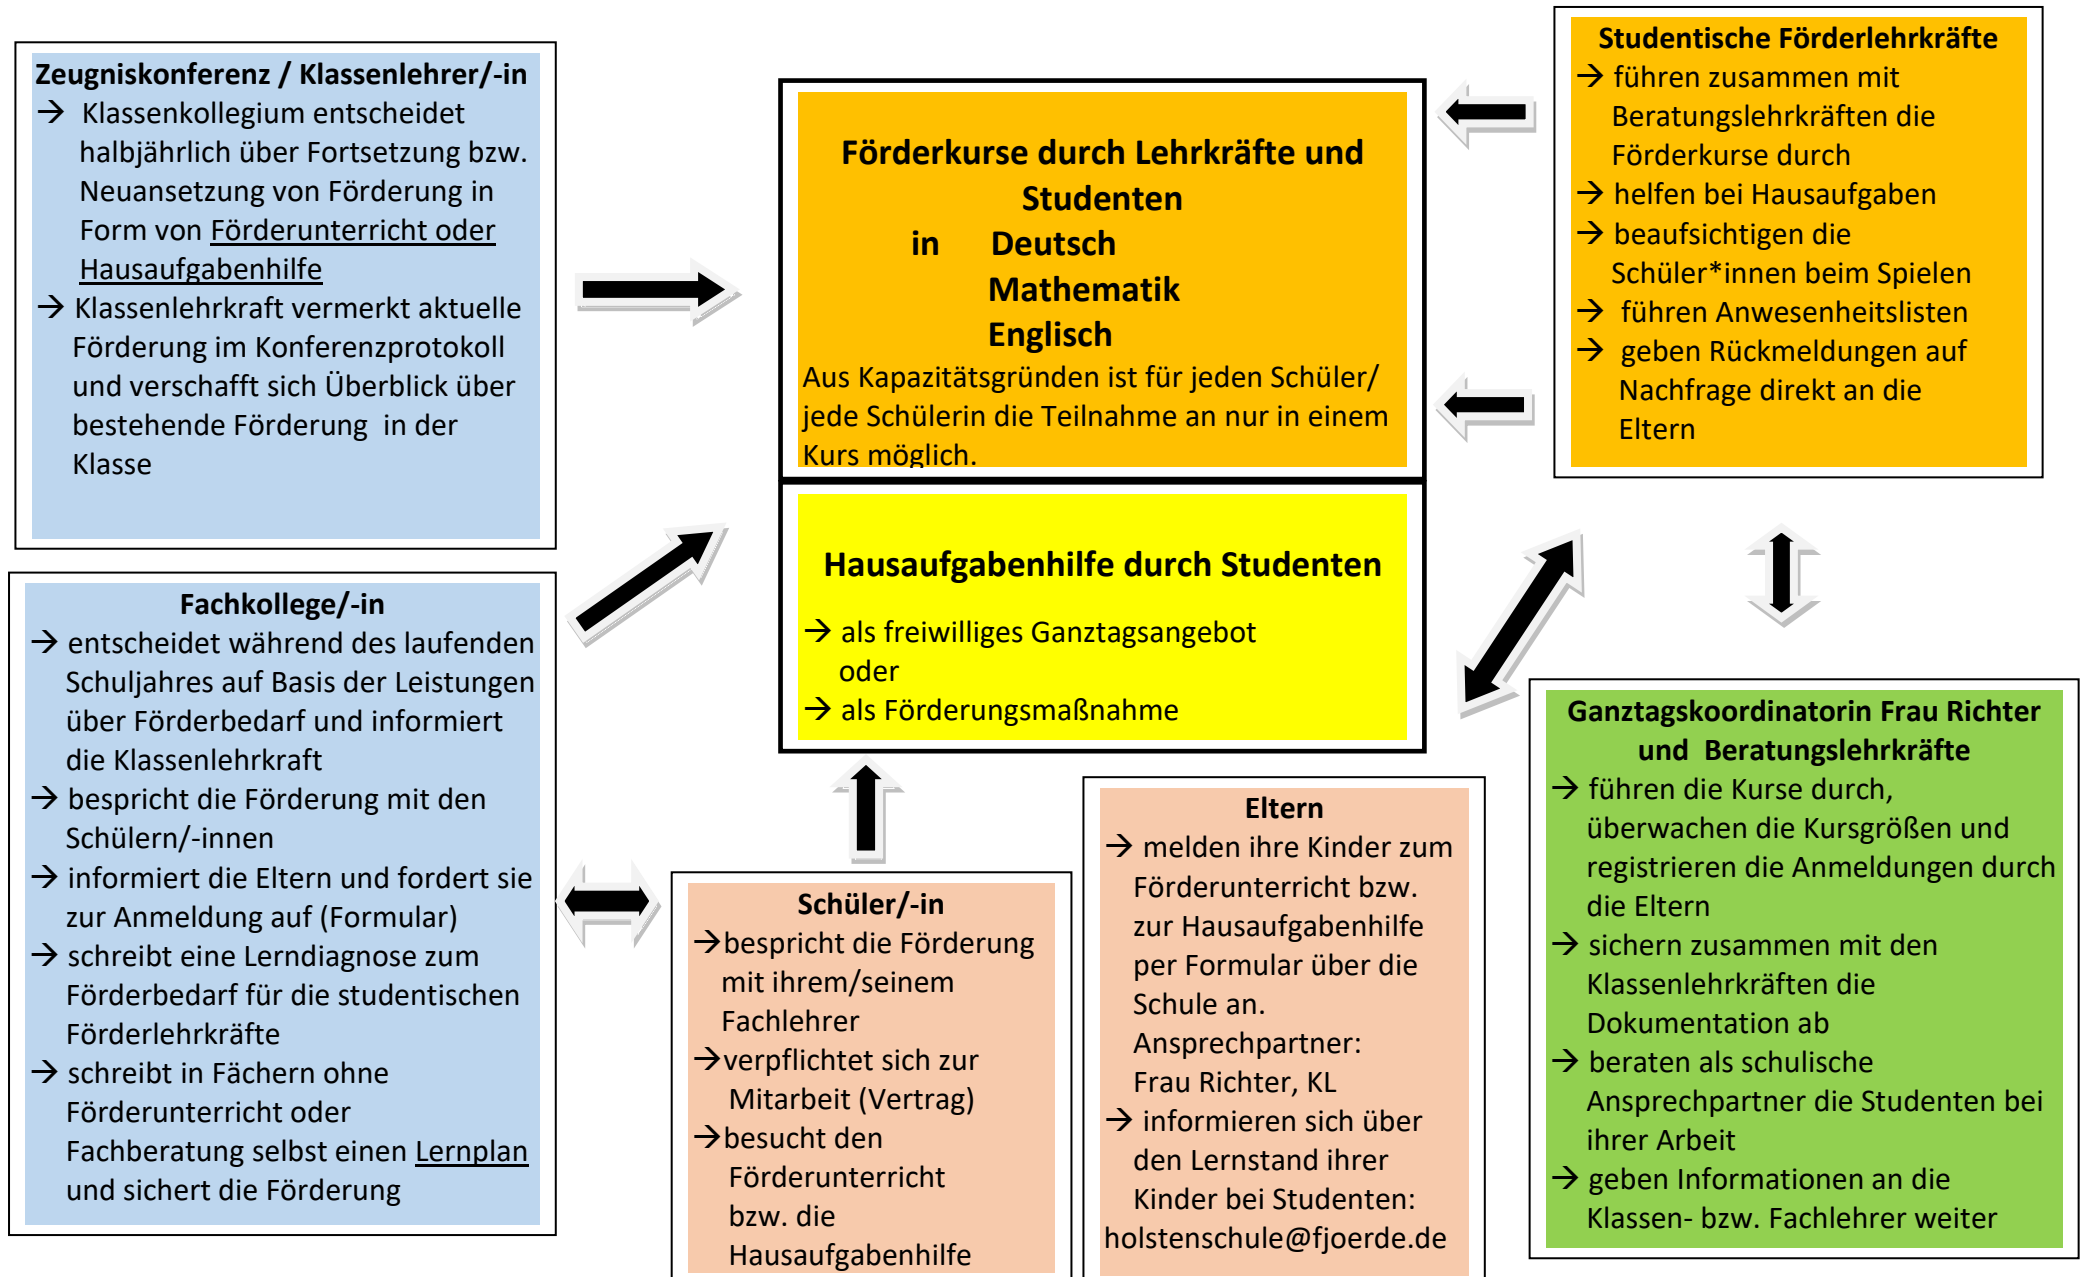 Zeugniskonferenz / Klassenlehrer/-in
→ Klassenkollegium entscheidet
halbjährlich über Fortsetzung bzw.
Neuansetzung von Förderung in
Form von Förderunterricht oder
Hausaufgabenhilfe
→ Klassenlehrkraft vermerkt aktuelle
Förderung im Konferenzprotokoll
und verschafft sich Überblick über
bestehende Förderung in der
Klasse
Förderkurse durch Lehrkräfte und
Studenten
in Deutsch
Mathematik
Englisch
Aus Kapazitätsgründen ist für jeden Schüler/
jede Schülerin die Teilnahme an nur in einem
Kurs möglich.
Studentische Förderlehrkräfte
→ führen zusammen mit
Beratungslehrkräften die
Förderkurse durch
→ helfen bei Hausaufgaben
→ beaufsichtigen die
Schüler*innen beim Spielen
→ führen Anwesenheitslisten
→ geben Rückmeldungen auf
Nachfrage direkt an die
Eltern
Hausaufgabenhilfe durch Studenten
→ als freiwilliges Ganztagsangebot
oder
→ als Förderungsmaßnahme
Fachkollege/-in
→ entscheidet während des laufenden
Schuljahres auf Basis der Leistungen
über Förderbedarf und informiert
die Klassenlehrkraft
→ bespricht die Förderung mit den
Schülern/-innen
→ informiert die Eltern und fordert sie
zur Anmeldung auf (Formular)
→ schreibt eine Lerndiagnose zum
Förderbedarf für die studentischen
Förderlehrkräfte
→ schreibt in Fächern ohne
Förderunterricht oder
Fachberatung selbst einen Lernplan
und sichert die Förderung
Schüler/-in
→bespricht die Förderung
mit ihrem/seinem
Fachlehrer
→verpflichtet sich zur
Mitarbeit (Vertrag)
→besucht den
Förderunterricht
bzw. die
Hausaufgabenhilfe
Eltern
→ melden ihre Kinder zum
Förderunterricht bzw.
zur Hausaufgabenhilfe
per Formular über die
Schule an.
Ansprechpartner:
Frau Richter, KL
→ informieren sich über
den Lernstand ihrer
Kinder bei Studenten:
holstenschule@fjoerde.de
Ganztagskoordinatorin Frau Richter
und Beratungslehrkräfte
→ führen die Kurse durch,
überwachen die Kursgrößen und
registrieren die Anmeldungen durch
die Eltern
→ sichern zusammen mit den
Klassenlehrkräften die
Dokumentation ab
→ beraten als schulische
Ansprechpartner die Studenten bei
ihrer Arbeit
→ geben Informationen an die
Klassen- bzw. Fachlehrer weiter